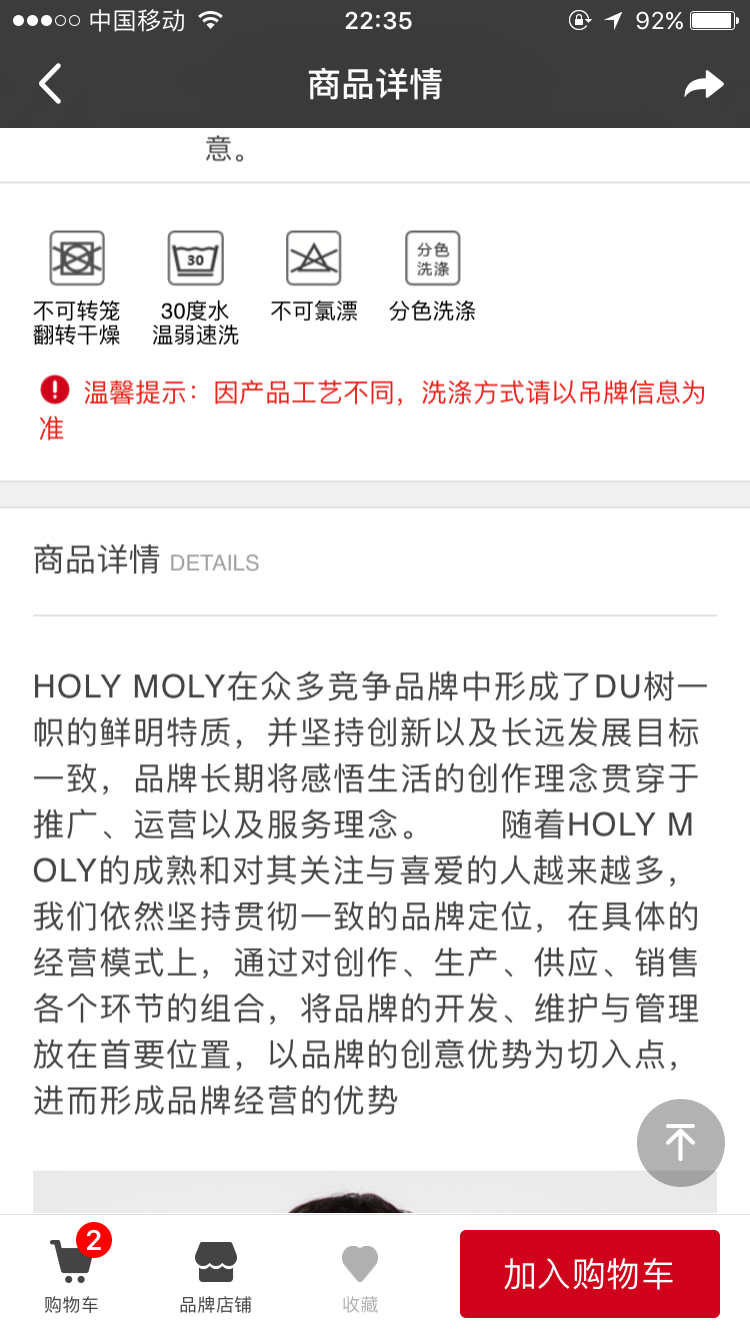 中国移动 22:35 92%
商品详情
意。
30
分色
洗涤
不可转笼
翻转干燥
30度水
温弱速洗
不可氯漂
分色洗涤
温馨提示：因产品工艺不同，洗涤方式请以吊牌信息为
准
商品详情 DETAILS
HOLY MOLY在众多竞争品牌中形成了DU树一
帜的鲜明特质，并坚持创新以及长远发展目标
一致，品牌长期将感悟生活的创作理念贯穿于
推广、运营以及服务理念。 随着HOLY M
OLY的成熟和对其关注与喜爱的人越来越多，
我们依然坚持贯彻一致的品牌定位，在具体的
经营模式上，通过对创作、生产、供应、销售
各个环节的组合，将品牌的开发、维护与管理
放在首要位置，以品牌的创意优势为切入点，
进而形成品牌经营的优势
2
购物车
品牌店铺
收藏
加入购物车